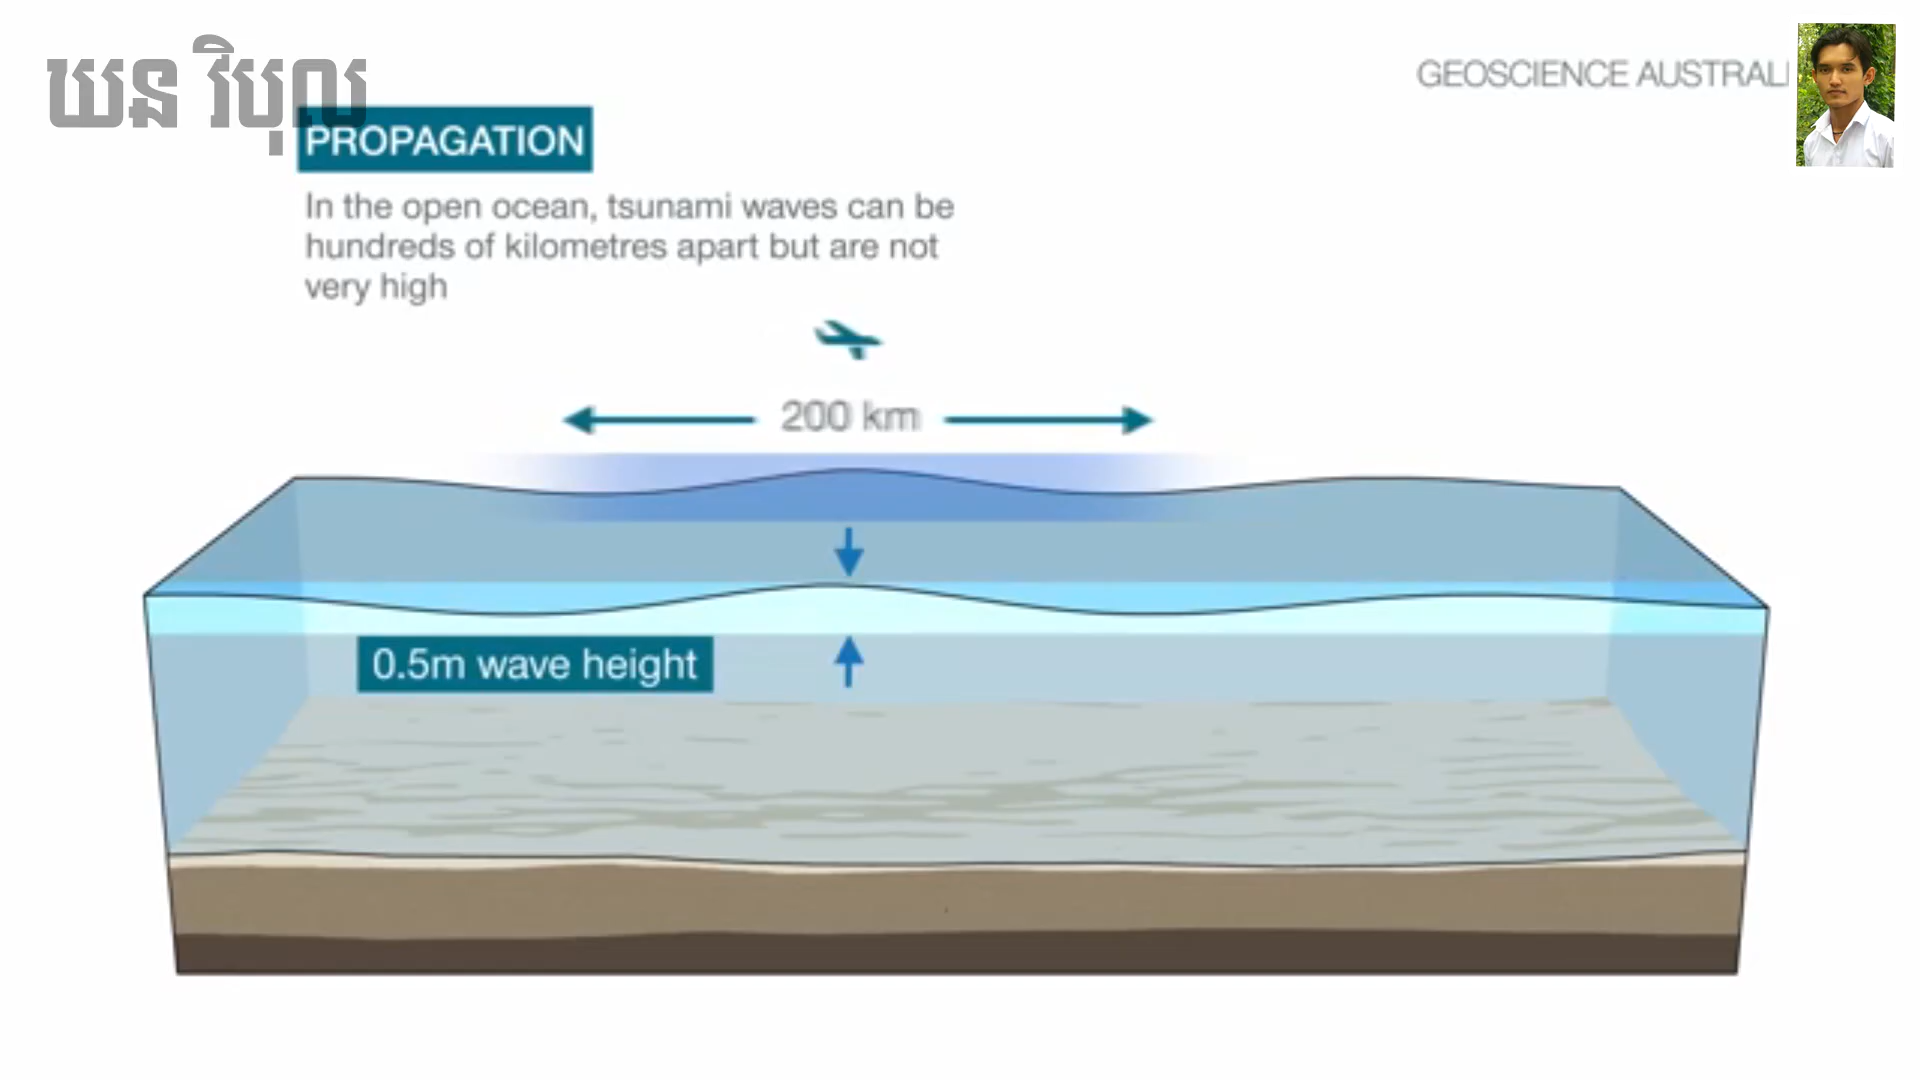 យន វិបុល
GEOSCIENCE AUSTRALI
PROPAGATION
In the open ocean, tsunami waves can be
hundreds of kilometres apart but are not
very high
200 km
0.5m wave height